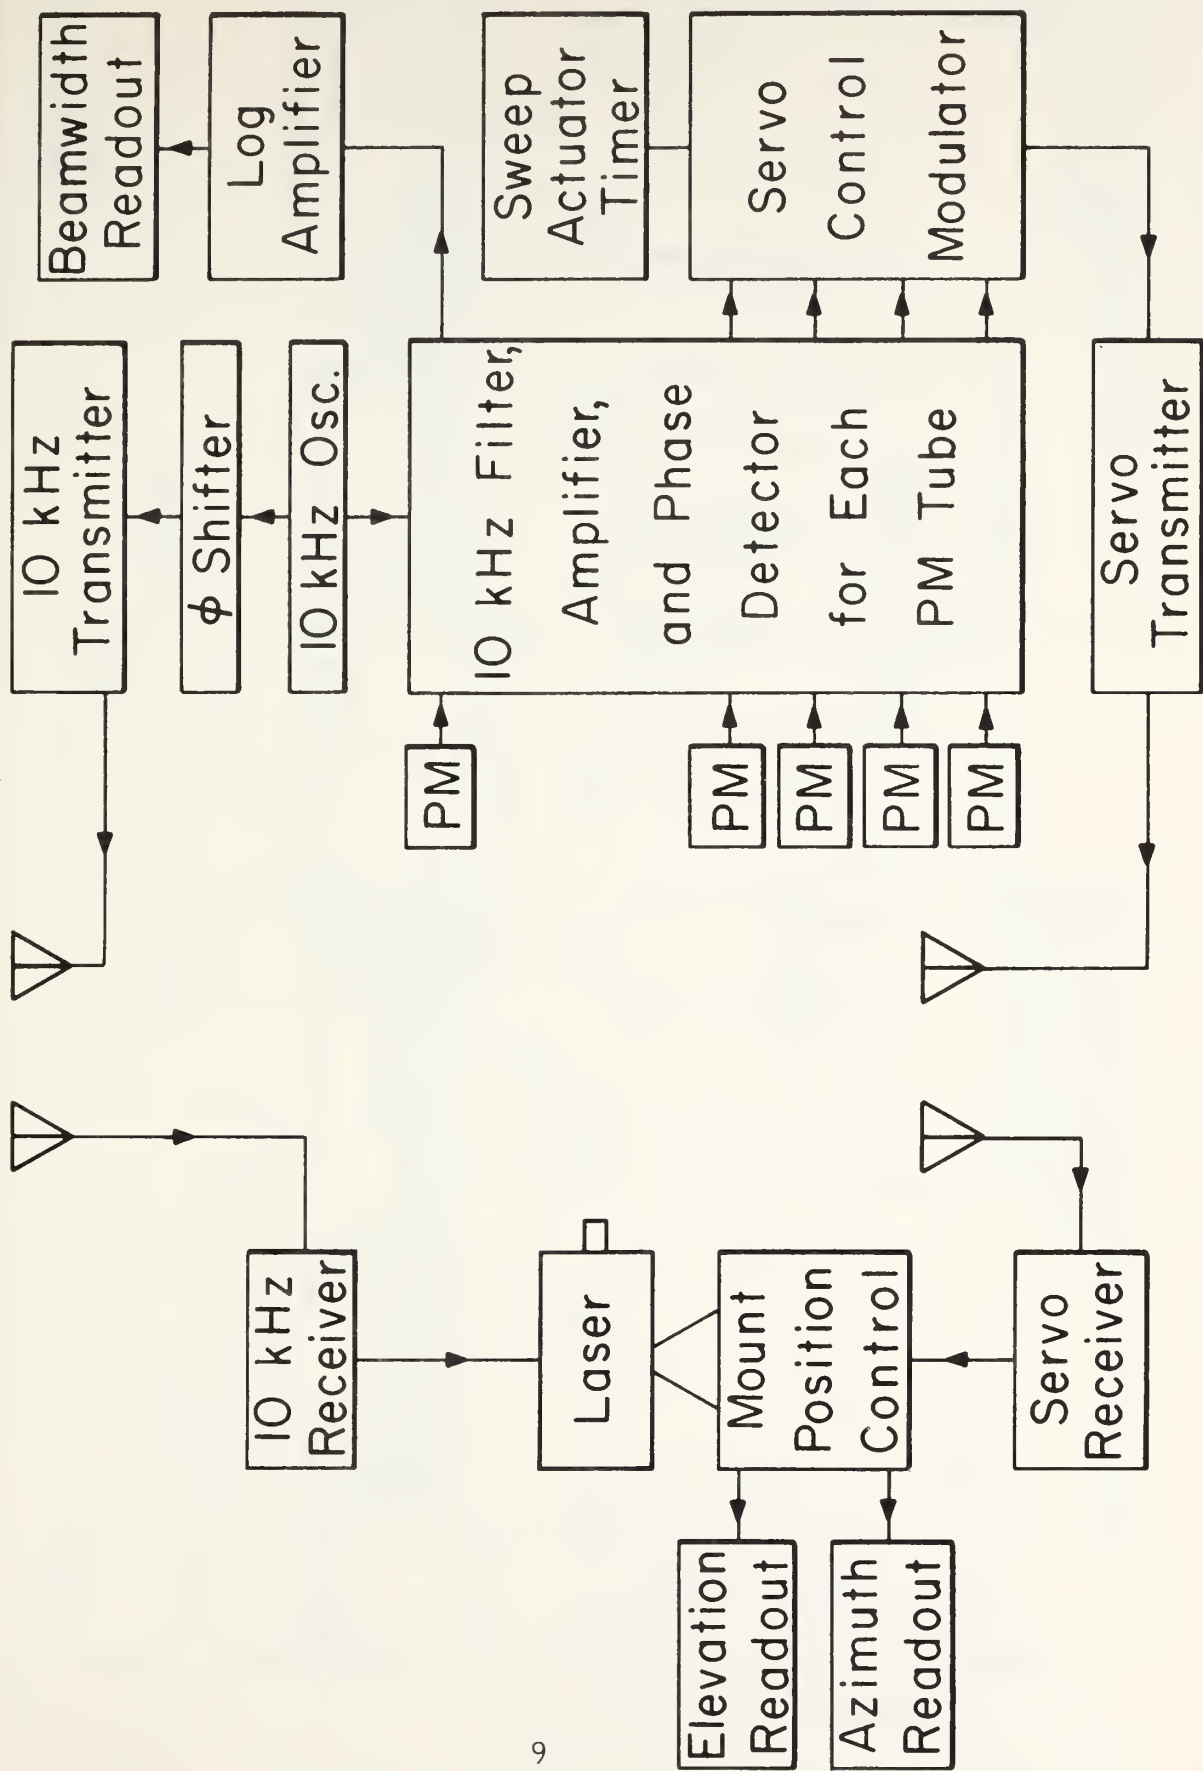 Elevation
Readout
Azimuth
Readout
10 kHz
Receiver
Laser
Mount
Position
Control
Servo
Receiver
PM
PM
PM
PM
PM
10 kHz
Transmitter
ϕ Shifter
10 kHz Osc.
10 kHz Filter,
Amplifier,
and Phase
Detector
for Each
PM Tube
Servo
Transmitter
Beamwidth
Readout
Log
Amplifier
Sweep
Actuator
Timer
Servo
Control
Modulator
9